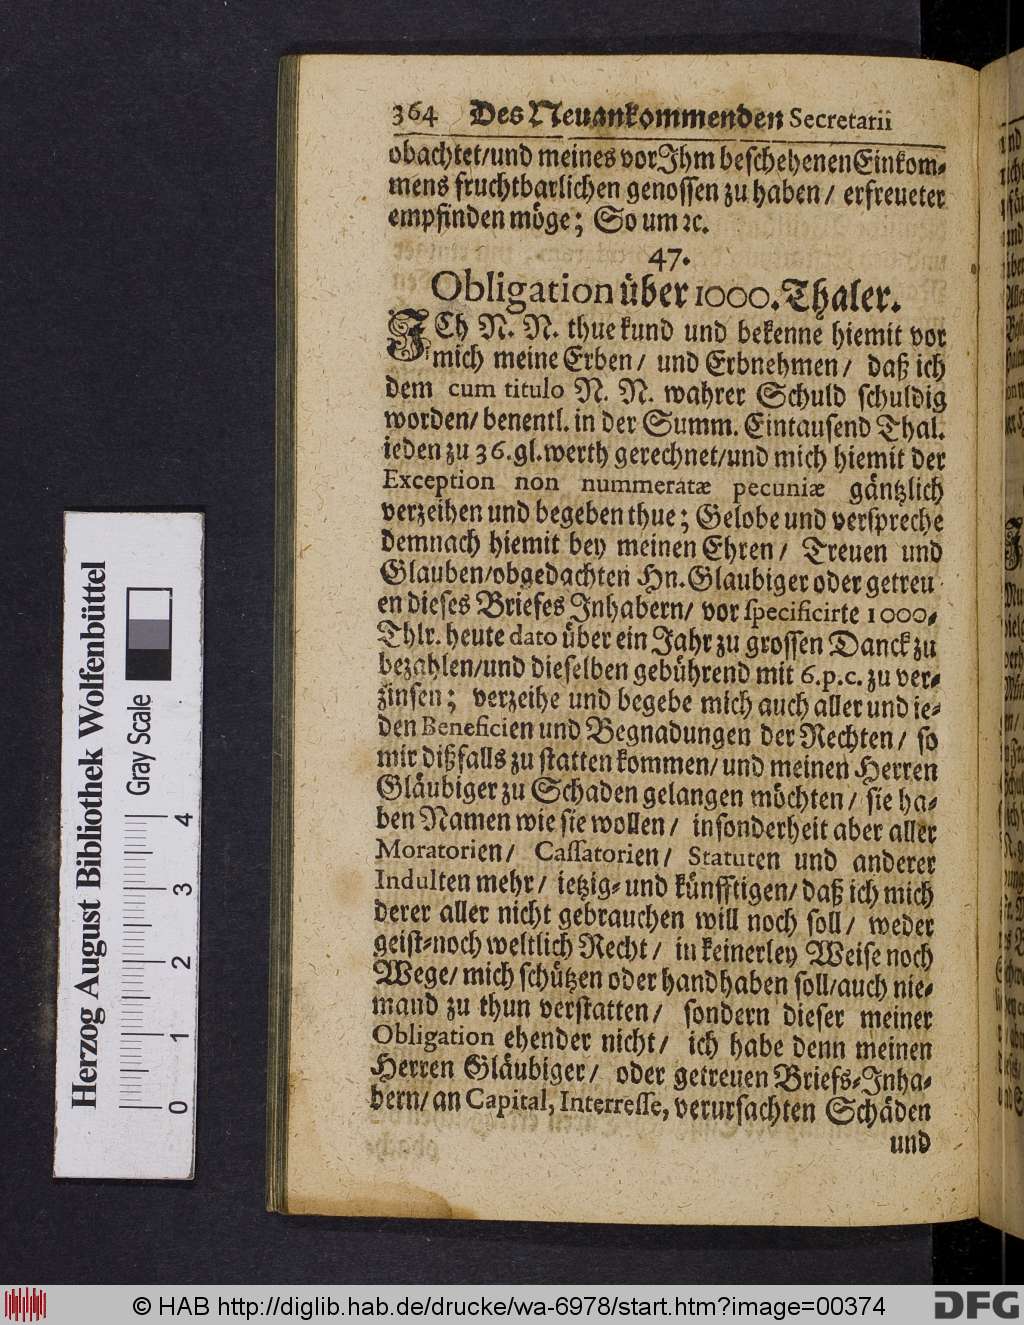 364 Des Neuankommenden Secretarii
obachtet/und meines vor Ihm beschehenen Einkom-
mens fruchtbarlichen genossen zu haben/ erfreueter
empfinden möge; So um ꝛc.
47.
Obligation über 1000. Thaler.
ICh N. N. thue kund und bekenne hiemit vor
mich meine Erben/ und Erbnehmen/ daß ich
dem cum titulo N. N. wahrer Schuld schuldig
worden/ benentl. in der Summ. Eintausend Thal.
ieden zu 36.gl. werth gerechnet/und mich hiemit der
Exception non nummeratæ pecuniæ gäntzlich
verzeihen und begeben thue; Gelobe und verspreche
demnach hiemit bey meinen Ehren/ Treuen und
Glauben/obgedachten Hn. Glaubiger oder getreu
en dieses Briefes Inhabern/ vor specificirte 1000.
Thlr. heute dato über ein Jahr zu grossen Danck zu
bezahlen/und dieselben gebührend mit 6. p. c. zu ver-
zinsen; verzeihe und begebe mich auch aller und ie-
den Beneficien und Begnadungen der Rechten/ so
mir dißfalls zu statten kommen/ und meinen Herren
Gläubiger zu Schaden gelangen möchten/ sie ha-
ben Namen wie sie wollen/ insonderheit aber aller
Moratorien/ Cassatorien/ Statuten und anderer
Indulten mehr/ ietzig-und künfftigen/ daß ich mich
derer aller nicht gebrauchen will noch soll/ weder
geist-noch weltlich Recht/ in keinerley Weise noch
Wege/ mich schützen oder handhaben soll/auch nie-
mand zu thun verstatten/ sondern dieser meiner
Obligation ehender nicht/ ich habe denn meinen
Herren Gläubiger/ oder getreuen Briefs-Inha-
bern/ an Capital, Interresse, verursachten Schäden
und
Herzog August Bibliothek Wolfenbüttel
Gray Scale
0 1 2 3 4
© HAB http://diglib.hab.de/drucke/wa-6978/start.htm?image=00374
DFG